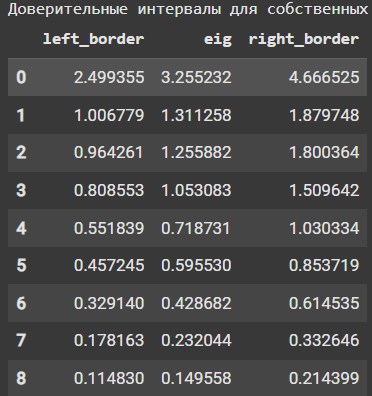 Доверительные интервалы для собственных
left_border eig right_border
0 2.499355 3.255232 4.666525
1 1.006779 1.311258 1.879748
2 0.964261 1.255882 1.800364
3 0.808553 1.053083 1.509642
4 0.551839 0.718731 1.030334
5 0.457245 0.595530 0.853719
6 0.329140 0.428682 0.614535
7 0.178163 0.232044 0.332646
8 0.114830 0.149558 0.214399